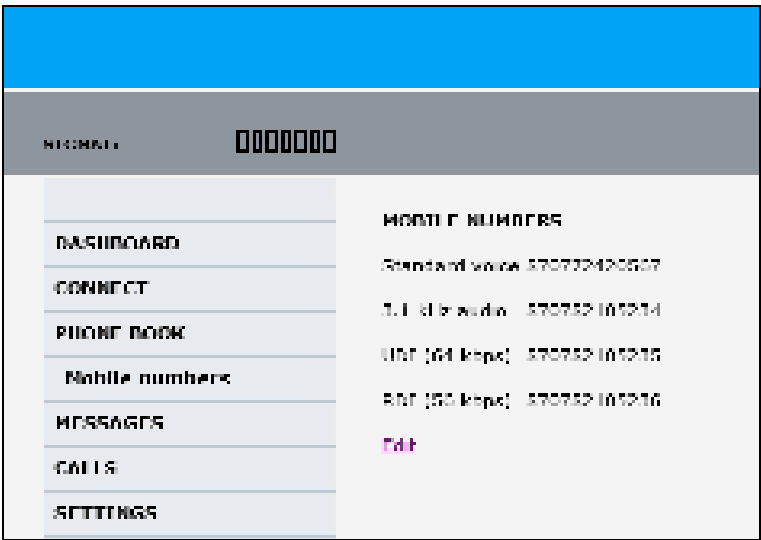 SIGNAL:
DASHBOARD
CONNECT
PHONE BOOK
Mobile numbers
MESSAGES
CALLS
SETTINGS
MOBILE NUMBERS
Standard voice
3.1 kHz audio
UDI (64 kbps)
RDI (56 kbps)
Edit